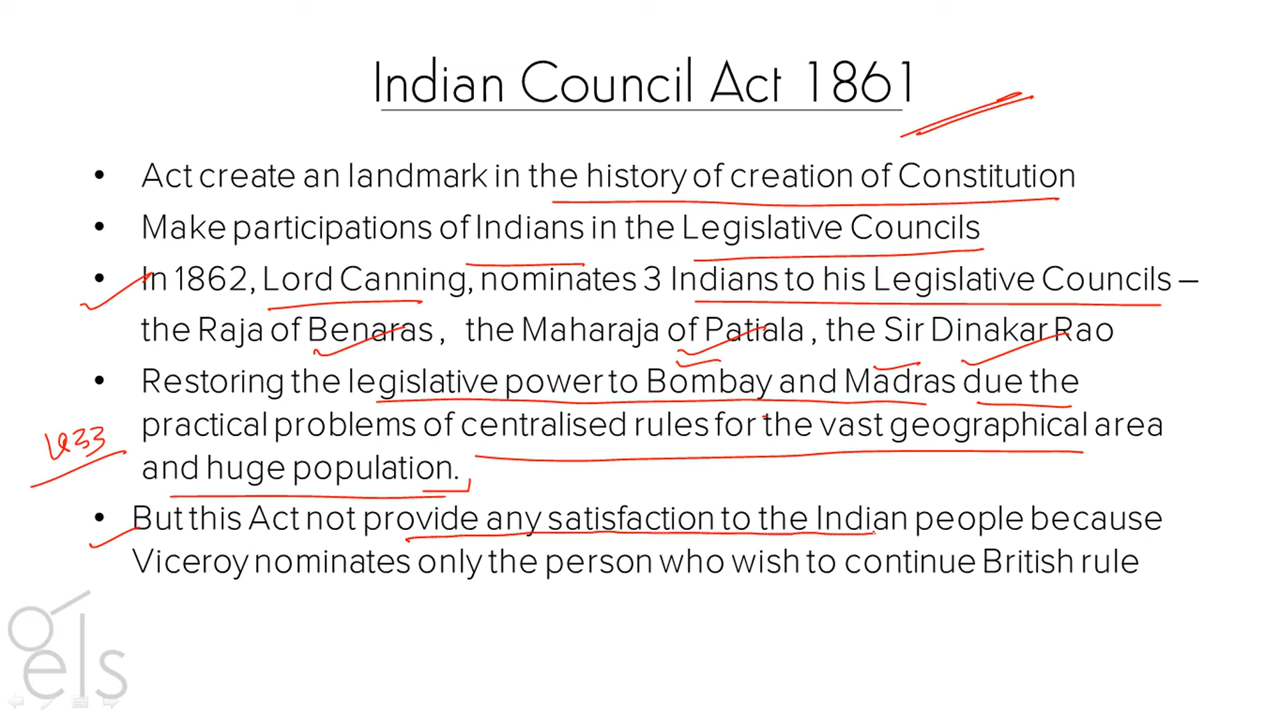 Indian Council Act 1861
• Act create an landmark in the history of creation of Constitution
• Make participations of Indians in the Legislative Councils
• In 1862, Lord Canning, nominates 3 Indians to his Legislative Councils –
the Raja of Benaras, the Maharaja of Patiala, the Sir Dinakar Rao
• Restoring the legislative power to Bombay and Madras due the
practical problems of centralised rules for the vast geographical area
1833
and huge population.
• But this Act not provide any satisfaction to the Indian people because
Viceroy nominates only the person who wish to continue British rule
gels